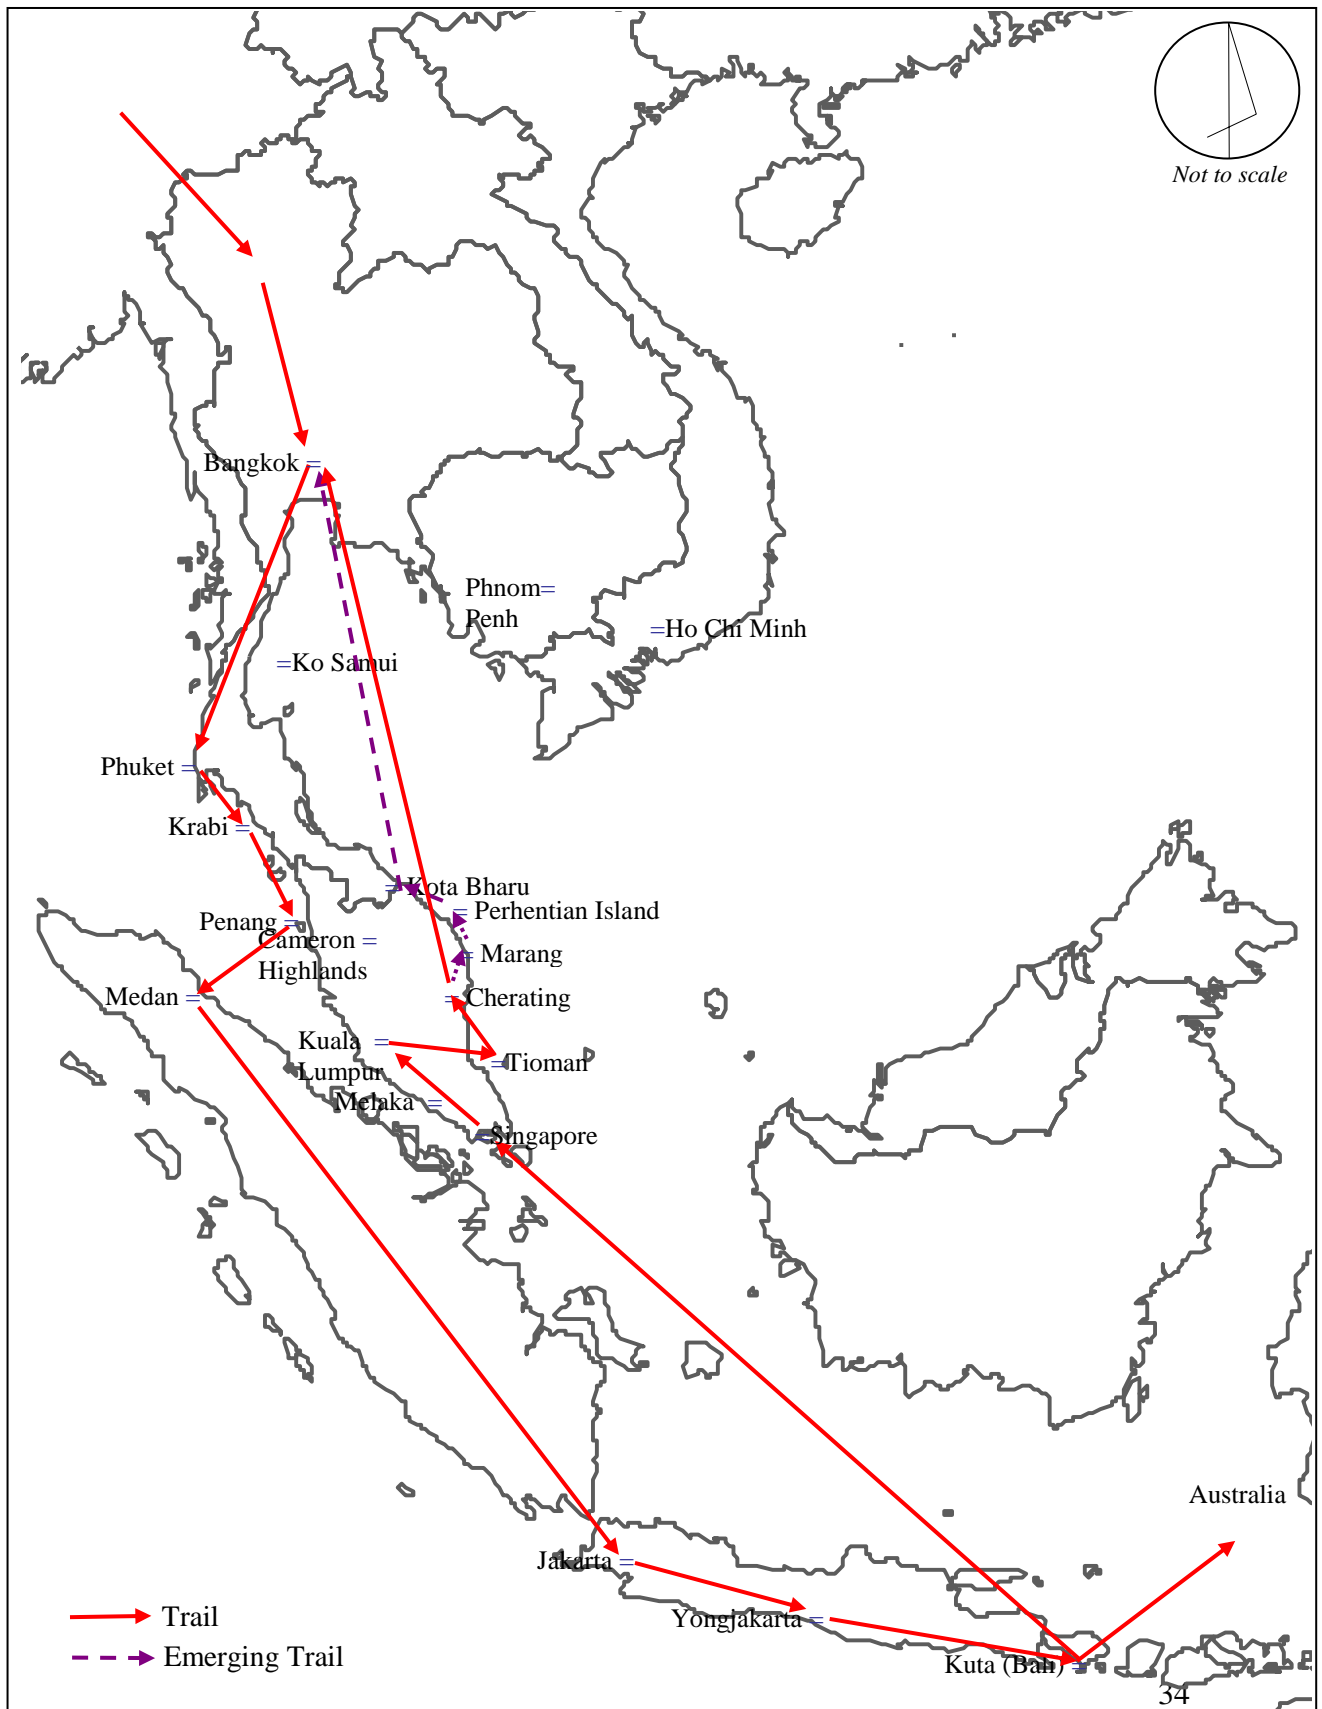 Not to scale
Bangkok =
Phnom=
Penh
=Ho Chi Minh
=Ko Samui
Phuket =
Krabi =
= Kota Bharu
= Perhentian Island
Penang =
Cameron =
Highlands
= Marang
Medan =
= Cherating
Kuala =
Lumpur
=Tioman
Melaka =
=Singapore
Australia
Jakarta =
Trail
Yongjakarta =
Emerging Trail
Kuta (Bali) =
34